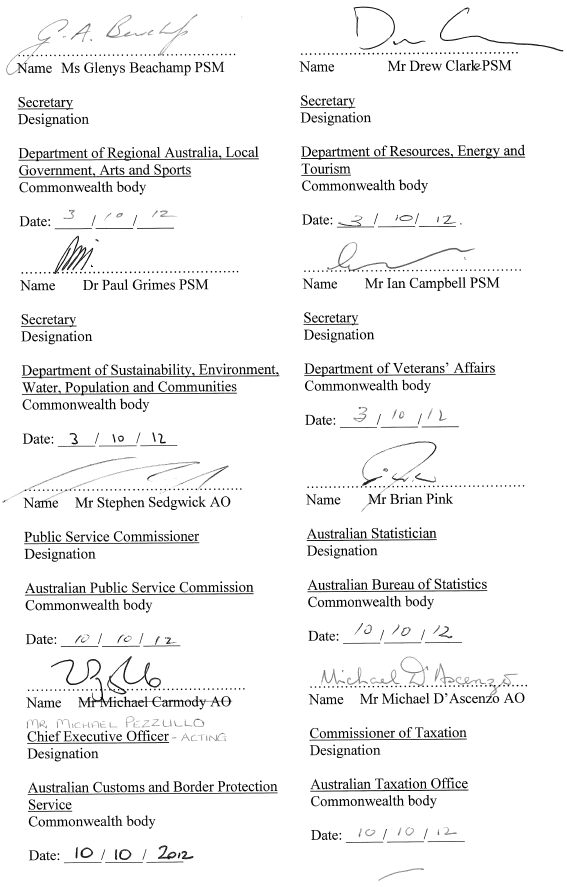 G. A. Beauchamp
Name Ms Glenys Beachamp PSM
Secretary
Designation
Department of Regional Australia, Local
Government, Arts and Sports
Commonwealth body
Date: 3 / 10 / 12
Name Mr Drew Clarke PSM
Secretary
Designation
Department of Resources, Energy and
Tourism
Commonwealth body
Date: 3 / 10 / 12.
Name Dr Paul Grimes PSM
Secretary
Designation
Department of Sustainability, Environment,
Water, Population and Communities
Commonwealth body
Date: 3 / 10 / 12
Name Mr Ian Campbell PSM
Secretary
Designation
Department of Veterans’ Affairs
Commonwealth body
Date: 3 / 10 / 12
Name Mr Stephen Sedgwick AO
Public Service Commissioner
Designation
Australian Public Service Commission
Commonwealth body
Date: 10 / 10 / 12
Name Mr Brian Pink
Australian Statistician
Designation
Australian Bureau of Statistics
Commonwealth body
Date: 10 / 10 / 12
Name Mr Michael Carmody AO
MR MICHAEL PEZZULLO
Chief Executive Officer - ACTING
Designation
Australian Customs and Border Protection
Service
Commonwealth body
Date: 10 / 10 / 2012
Michael D'Ascenzo
Name Mr Michael D’Ascenzo AO
Commissioner of Taxation
Designation
Australian Taxation Office
Commonwealth body
Date: 10 / 10 / 12